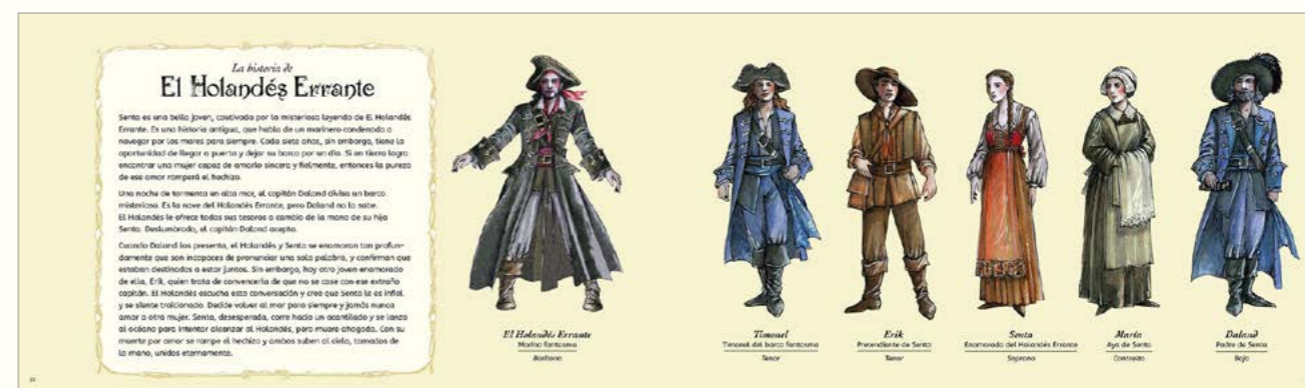 La historia de
El Holandés Errante
Senta es una bella joven, cautivada por la misteriosa leyenda de El Holandés
Errante. Es una historia antigua, que habla de un marinero condenado a
navegar por los mares para siempre. Cada siete años, sin embargo, tiene la
oportunidad de llegar a puerto y dejar su barco por un día. Si en tierra logra
encontrar una mujer capaz de amarlo sincera y fielmente, entonces la pureza
de ese amor romperá el hechizo.
Una noche de tormenta en alta mar, el capitán Daland divisa un barco
misterioso. Es la nave del Holandés Errante, pero Daland no lo sabe.
El Holandés le ofrece todos sus tesoros a cambio de la mano de su hija
Senta. Deslumbrado, el capitán Daland acepta.
Cuando Daland los presenta, el Holandés y Senta se enamoran tan profun-
damente que son incapaces de pronunciar una sola palabra, y confirman que
estaban destinados a estar juntos. Sin embargo, hay otro joven enamorado
de ella, Erik, quien trata de convencerla de que no se case con ese extraño
capitán. El Holandés escucha esta conversación y cree que Senta le es infiel
y se siente traicionado. Decide volver al mar para siempre y jamás nunca
amar a otra mujer. Senta, desesperada, corre hacia un acantilado y se lanza
al océano para intentar alcanzar al Holandés, pero muere ahogada. Con su
muerte por amor se rompe el hechizo y ambos suben al cielo, tomados de
la mano, unidos eternamente.
El Holandés Errante
Marino fantasma
Barítono
Timonel
Timonel del barco fantasma
Tenor
Erik
Pretendiente de Senta
Tenor
Senta
Enamorada del Holandés Errante
Soprano
María
Aya de Senta
Contralto
Daland
Padre de Senta
Bajo